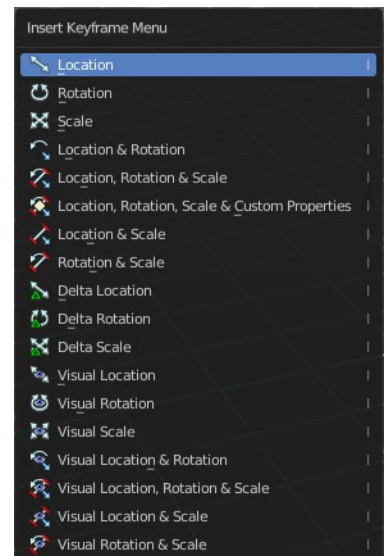 Insert Keyframe Menu
Location I
Rotation I
Scale I
Location & Rotation I
Location, Rotation & Scale I
Location, Rotation, Scale & Custom Properties I
Location & Scale I
Rotation & Scale I
Delta Location I
Delta Rotation I
Delta Scale I
Visual Location I
Visual Rotation I
Visual Scale I
Visual Location & Rotation I
Visual Location, Rotation & Scale I
Visual Location & Scale I
Visual Rotation & Scale I